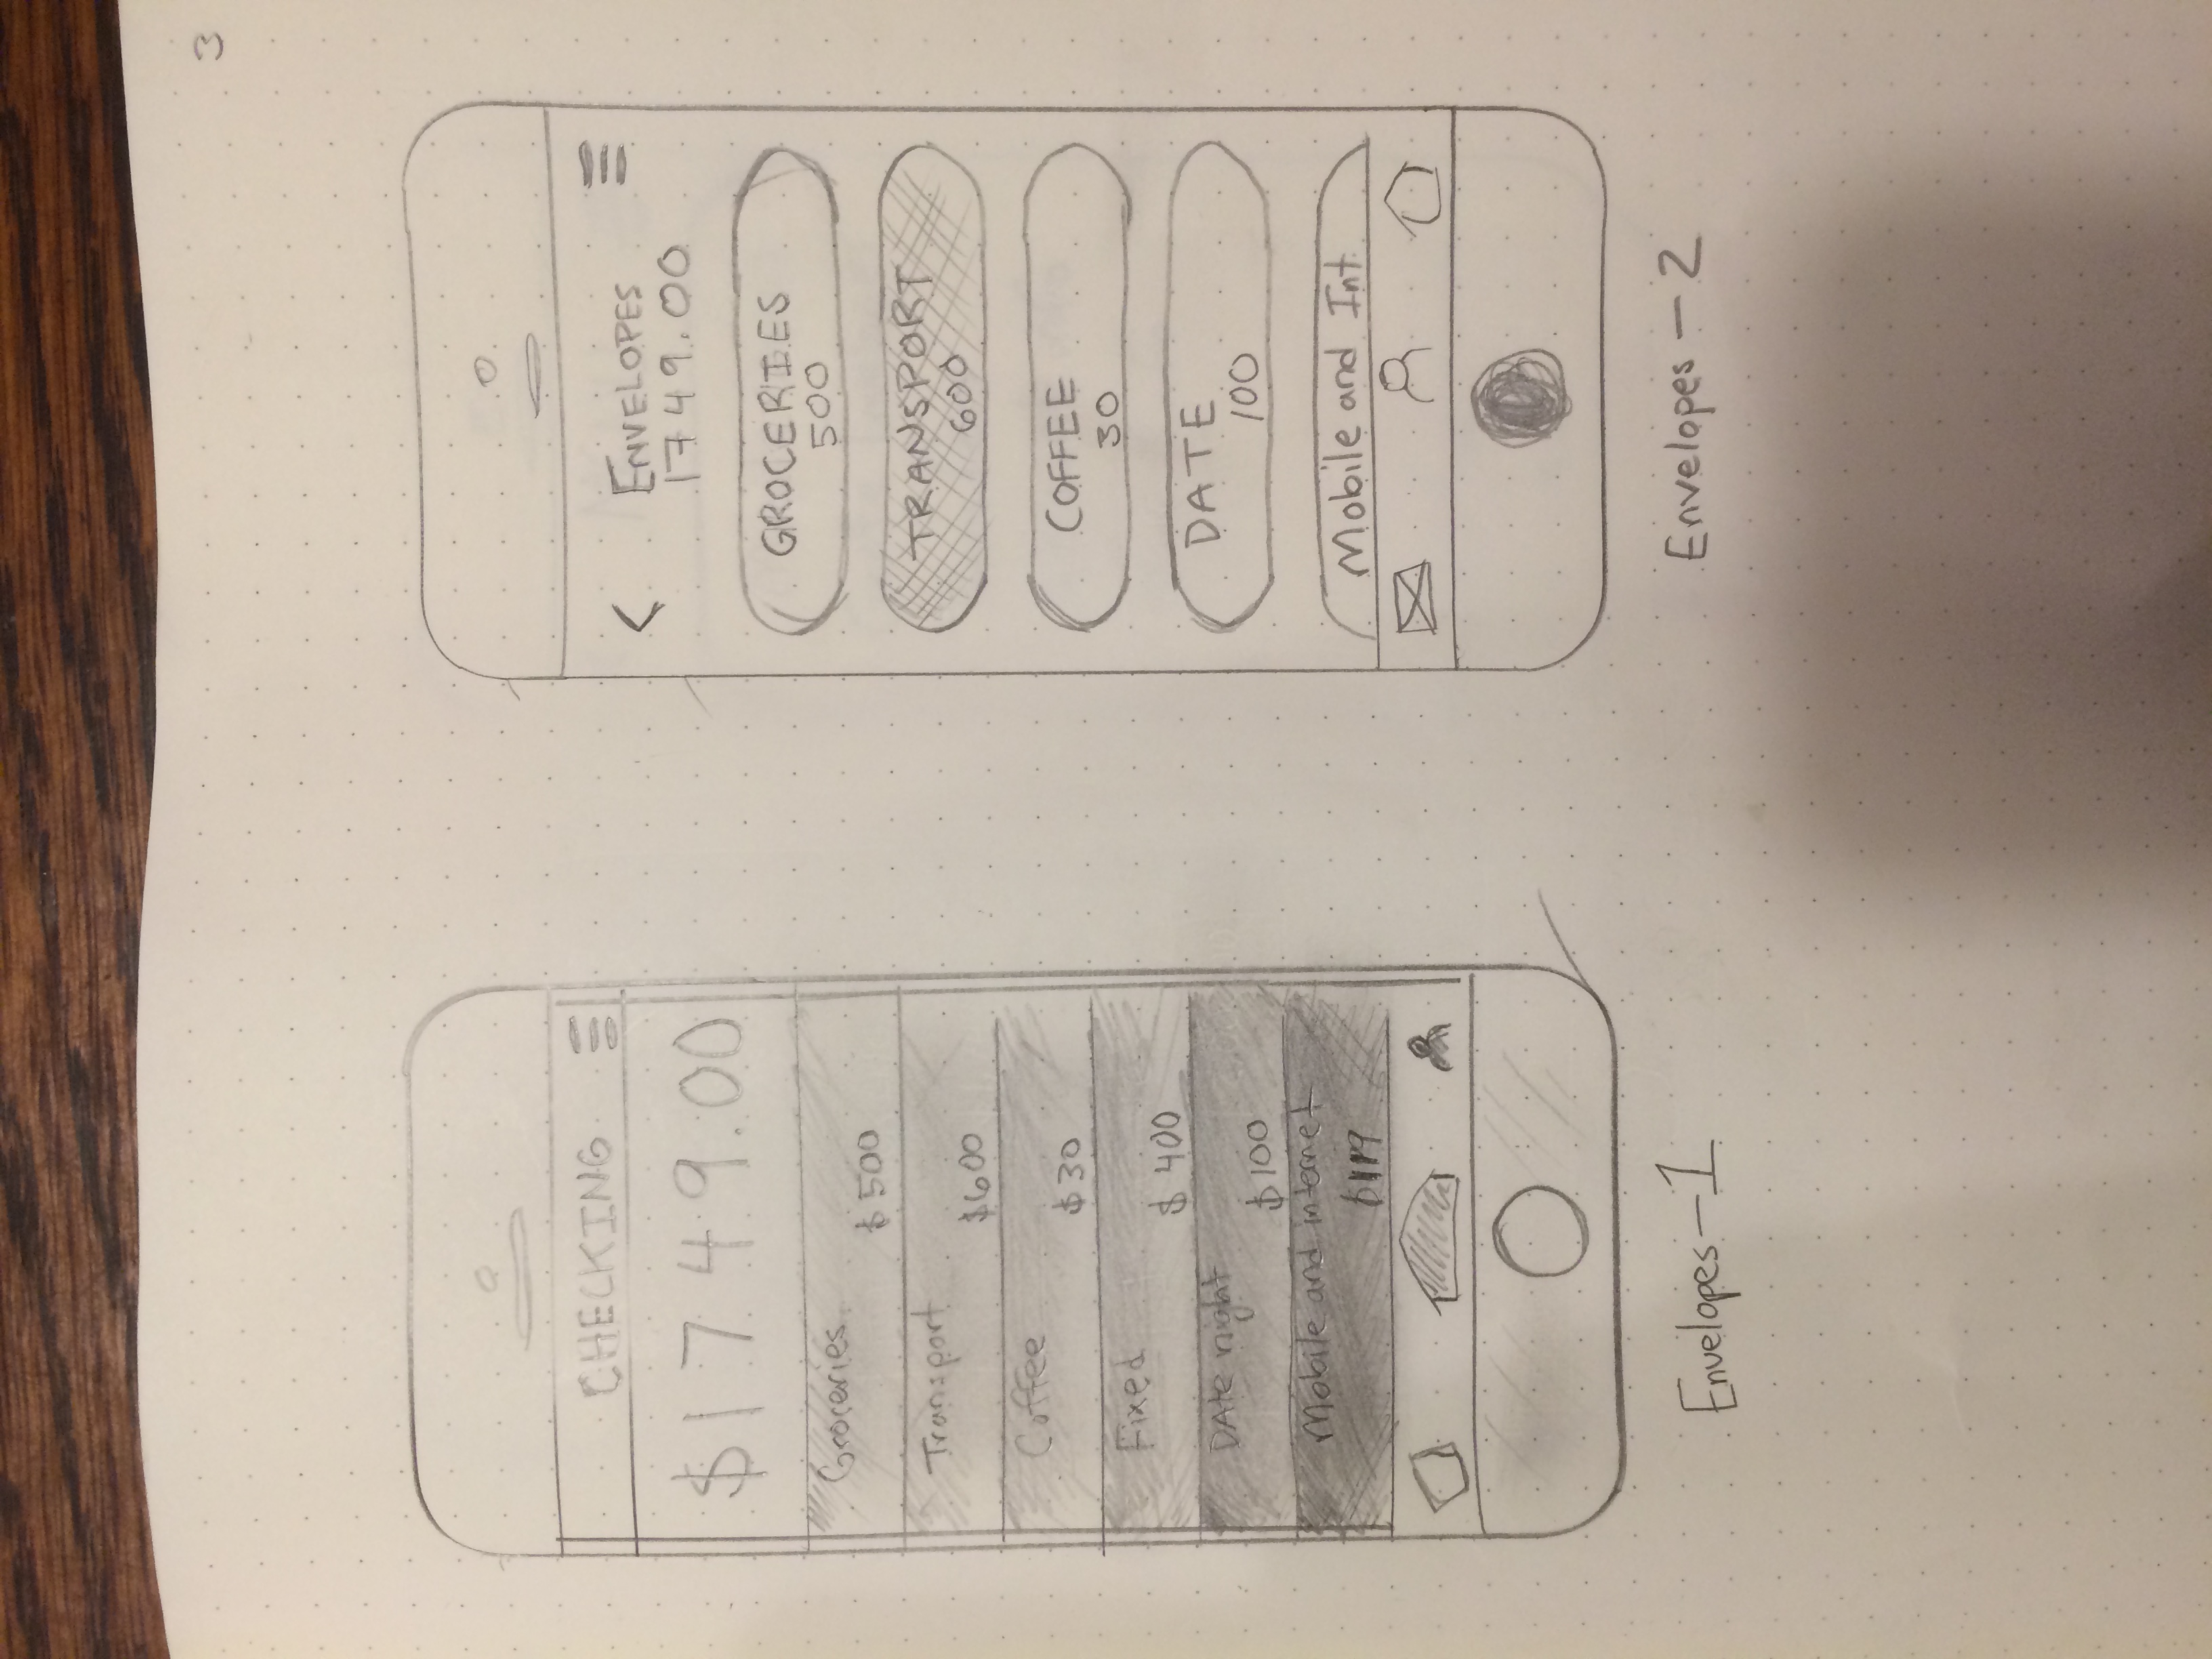 3
CHECKING
$1749.00
Groceries
$500
Transport
$600
Coffee
$30
Fixed
$400
DAte night
$100
Mobile and internet
$119
Envelopes-1
<
ENVELOPES
1749.00
GROCERIES
500
TRANSPORT
600
COFFEE
30
DATE
100
Mobile and Int
Envelopes-2